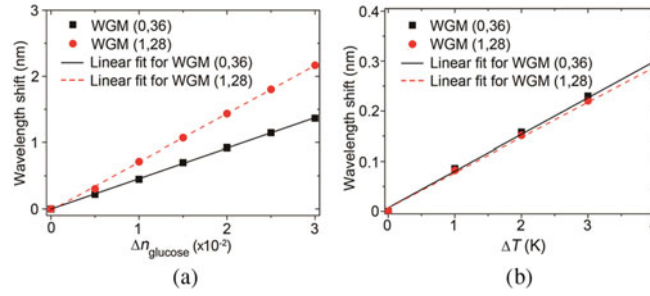 3
2
1
0
Wavelength shift (nm)
WGM (0,36)
WGM (1,28)
Linear fit for WGM (0,36)
Linear fit for WGM (1,28)
0 1 2 3
Δn_glucose (x10⁻²)
(a)
0.4
0.3
0.2
0.1
0
Wavelength shift (nm)
WGM (0,36)
WGM (1,28)
Linear fit for WGM (0,36)
Linear fit for WGM (1,28)
0 1 2 3
ΔT (K)
(b)